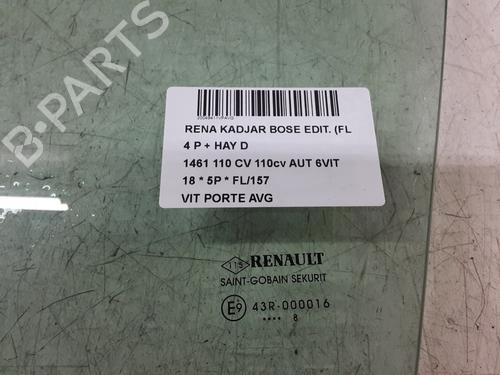 RENA KADJAR BOSE EDIT. (FL
4 P + HAY D
1461 110 CV 110cv AUT 6VIT
18 * 5P * FL/157
VIT PORTE AVG
115 RENAULT
SAINT-GOBAIN SEKURIT
E9 43R-000016
•••• 8
B-PARTS